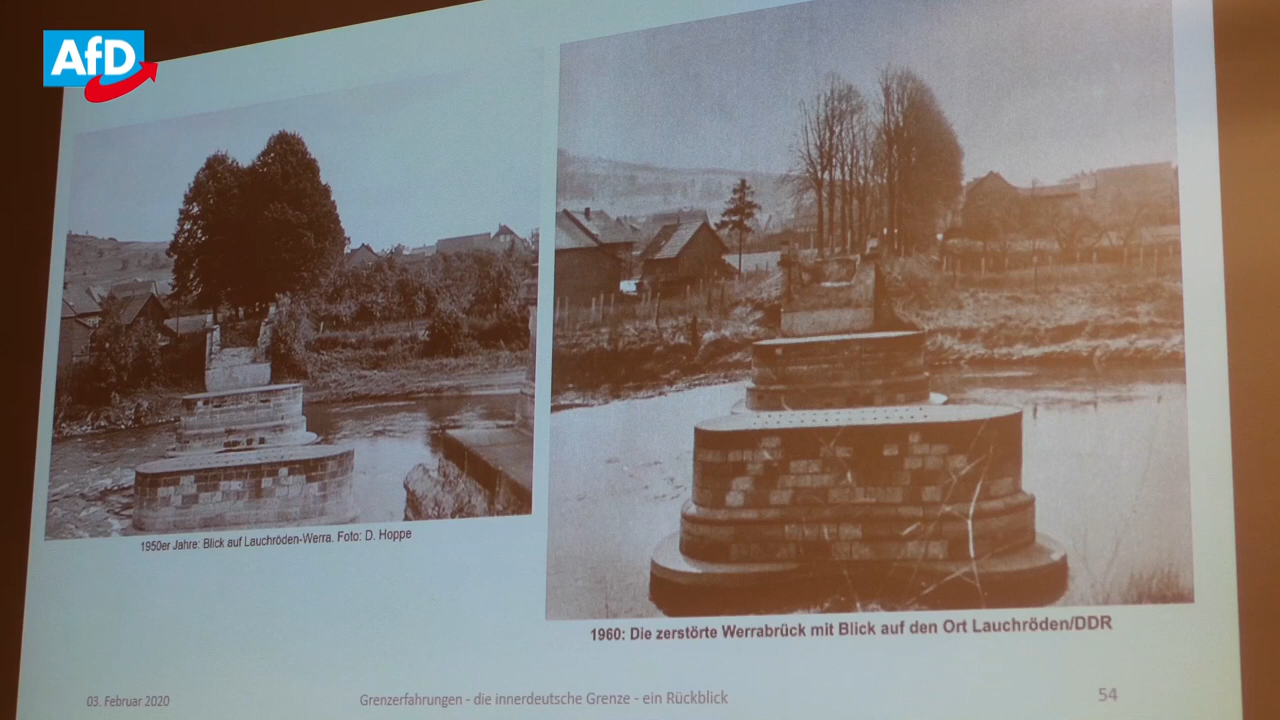 AfD
1950er Jahre: Blick auf Lauchröden-Werra. Foto: D. Hoppe
1960: Die zerstörte Werrabrück mit Blick auf den Ort Lauchröden/DDR
03. Februar 2020
Grenzerfahrungen - die innerdeutsche Grenze - ein Rückblick
54